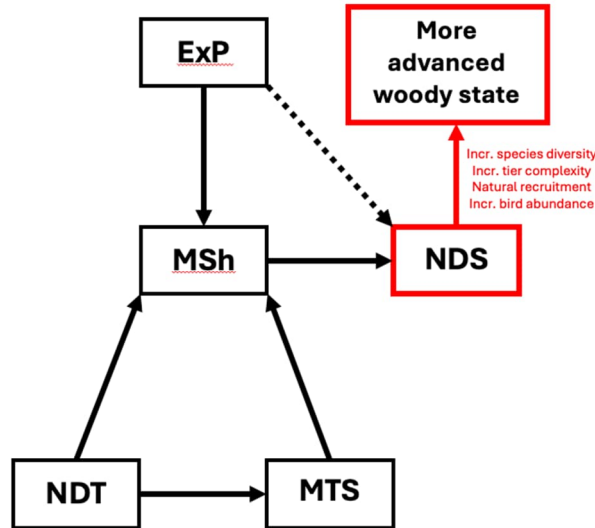 ExP
More
advanced
woody state
Incr. species diversity
Incr. tier complexity
Natural recruitment
Incr. bird abundance
MSh
NDS
NDT
MTS